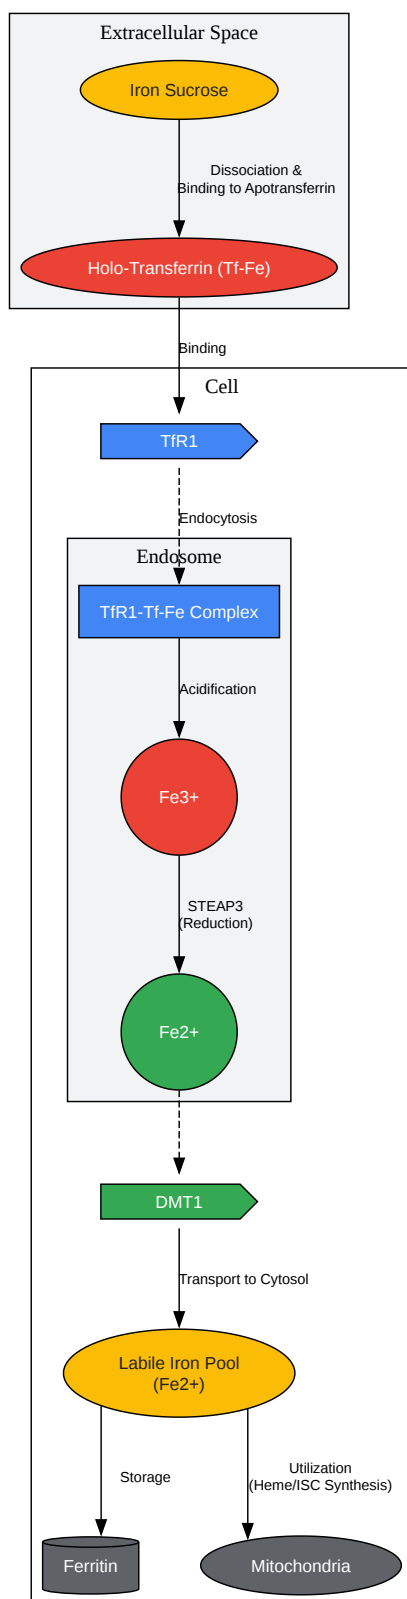 Extracellular Space
Iron Sucrose
Dissociation &
Binding to Apotransferrin
Holo-Transferrin (Tf-Fe)
Binding
Cell
TfR1
Endocytosis
Endosome
TfR1-Tf-Fe Complex
Acidification
Fe3+
STEAP3
(Reduction)
Fe2+
DMT1
Transport to Cytosol
Labile Iron Pool
(Fe2+)
Storage
Utilization
(Heme/ISC Synthesis)
Ferritin
Mitochondria